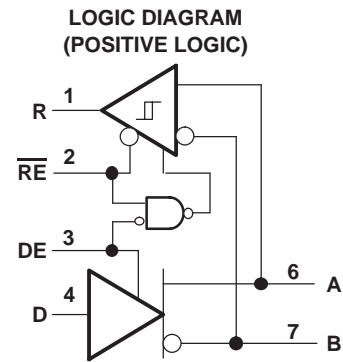 LOGIC DIAGRAM
(POSITIVE LOGIC)
R 1
RE 2
DE 3
D 4
6 A
7 B